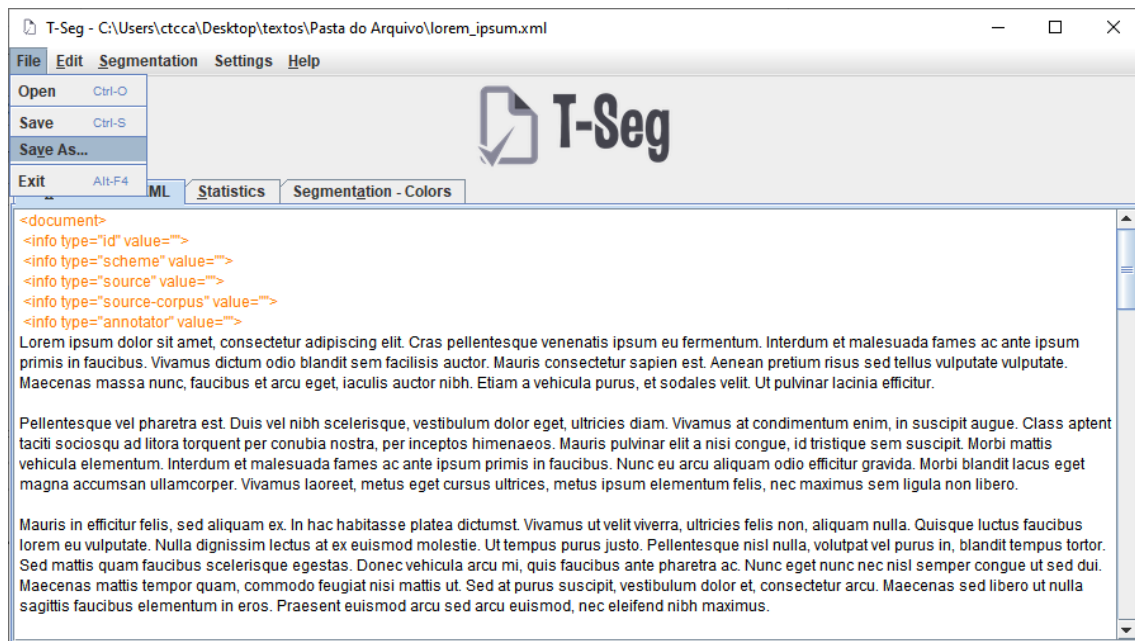 T-Seg - C:\Users\ctcca\Desktop\textos\Pasta do Arquivo\lorem_ipsum.xml
File Edit Segmentation Settings Help
Open Ctrl-O
Save Ctrl-S
Save As...
Exit Alt-F4
T-Seg
ML Statistics Segmentation - Colors
<document>
<info type="id" value="">
<info type="scheme" value="">
<info type="source" value="">
<info type="source-corpus" value="">
<info type="annotator" value="">
Lorem ipsum dolor sit amet, consectetur adipiscing elit. Cras pellentesque venenatis ipsum eu fermentum. Interdum et malesuada fames ac ante ipsum
primis in faucibus. Vivamus dictum odio blandit sem facilisis auctor. Mauris consectetur sapien est. Aenean pretium risus sed tellus vulputate vulputate.
Maecenas massa nunc, faucibus et arcu eget, iaculis auctor nibh. Etiam a vehicula purus, et sodales velit. Ut pulvinar lacinia efficitur.
Pellentesque vel pharetra est. Duis vel nibh scelerisque, vestibulum dolor eget, ultricies diam. Vivamus at condimentum enim, in suscipit augue. Class aptent
taciti sociosqu ad litora torquent per conubia nostra, per inceptos himenaeos. Mauris pulvinar elit a nisi congue, id tristique sem suscipit. Morbi mattis
vehicula elementum. Interdum et malesuada fames ac ante ipsum primis in faucibus. Nunc eu arcu aliquam odio efficitur gravida. Morbi blandit lacus eget
magna accumsan ullamcorper. Vivamus laoreet, metus eget cursus ultrices, metus ipsum elementum felis, nec maximus sem ligula non libero.
Mauris in efficitur felis, sed aliquam ex. In hac habitasse platea dictumst. Vivamus ut velit viverra, ultricies felis non, aliquam nulla. Quisque luctus faucibus
lorem eu vulputate. Nulla dignissim lectus at ex euismod molestie. Ut tempus purus justo. Pellentesque nisl nulla, volutpat vel purus in, blandit tempus tortor.
Sed mattis quam faucibus scelerisque egestas. Donec vehicula arcu mi, quis faucibus ante pharetra ac. Nunc eget nunc nec nisl semper congue ut sed dui.
Maecenas mattis tempor quam, commodo feugiat nisi mattis ut. Sed at purus suscipit, vestibulum dolor et, consectetur arcu. Maecenas sed libero ut nulla
sagittis faucibus elementum in eros. Praesent euismod arcu sed arcu euismod, nec eleifend nibh maximus.